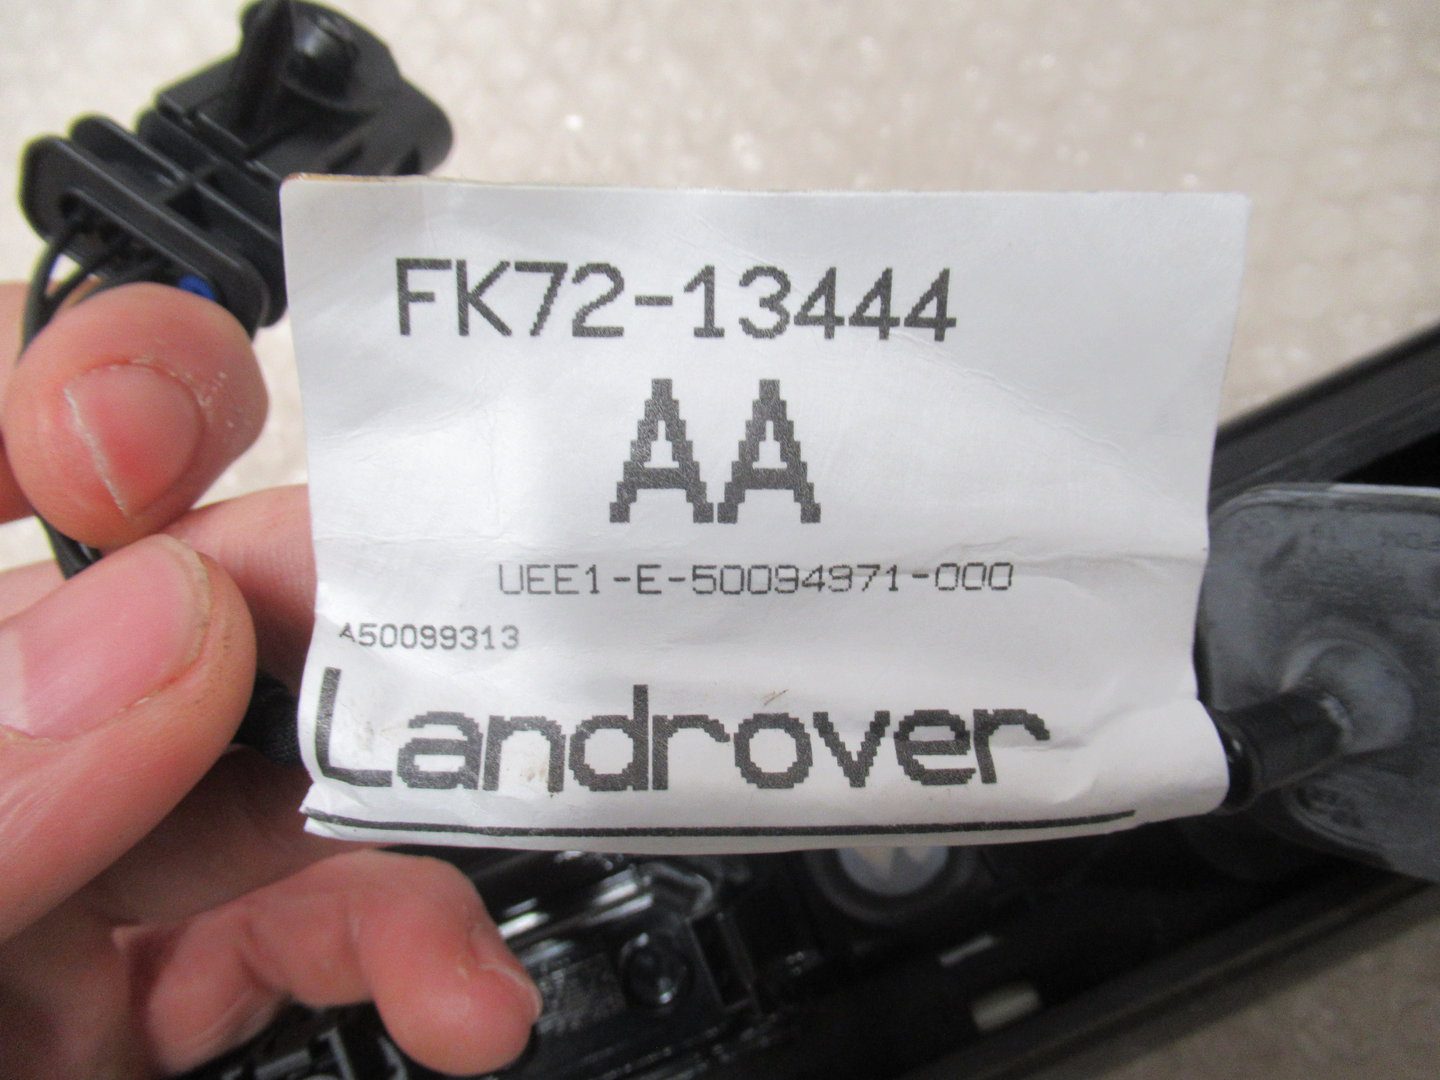 FK72-13444
AA
UEE1-E-50094971-000
A50099313
Landrover